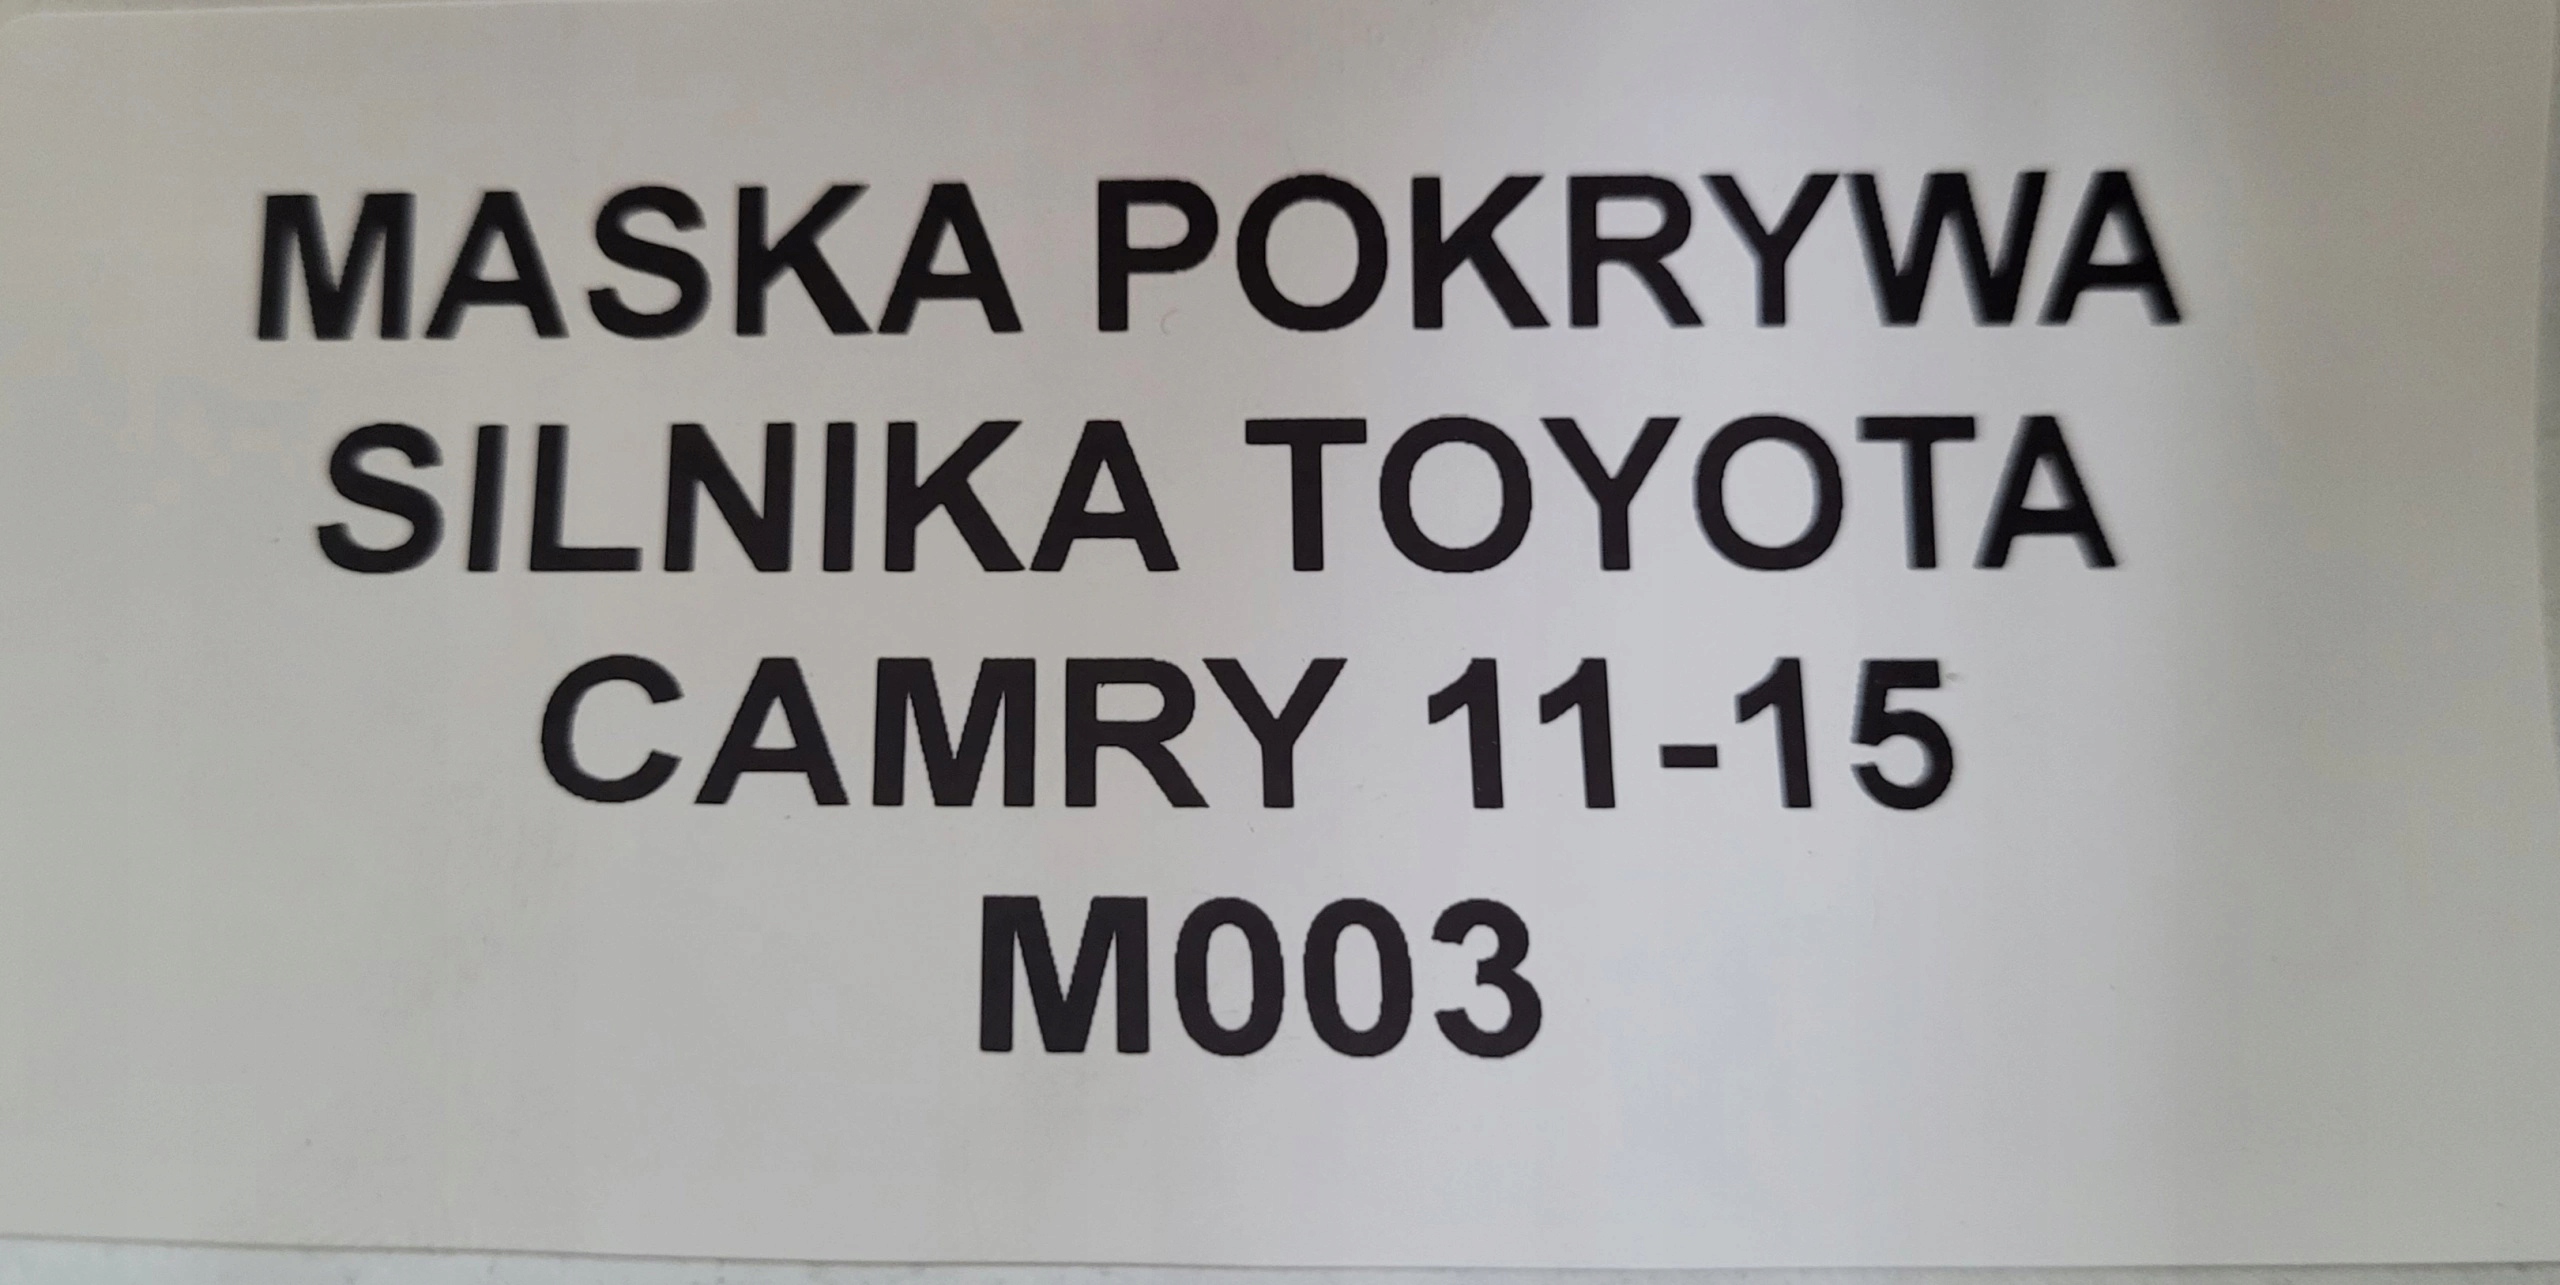 MASKA POKRYWA
SILNIKA TOYOTA
CAMRY 11-15
M003